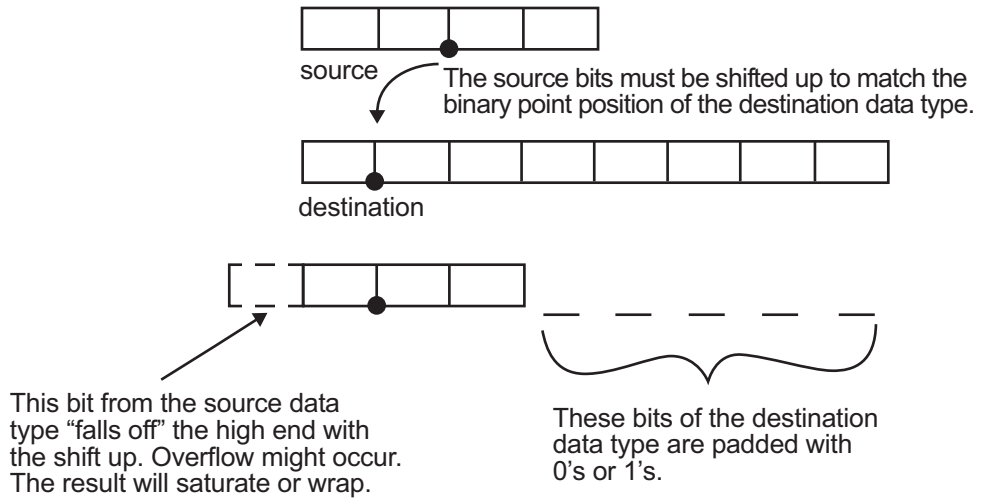 source
The source bits must be shifted up to match the
binary point position of the destination data type.
destination
This bit from the source data
type “falls off” the high end with
the shift up. Overflow might occur.
The result will saturate or wrap.
These bits of the destination
data type are padded with
0's or 1's.